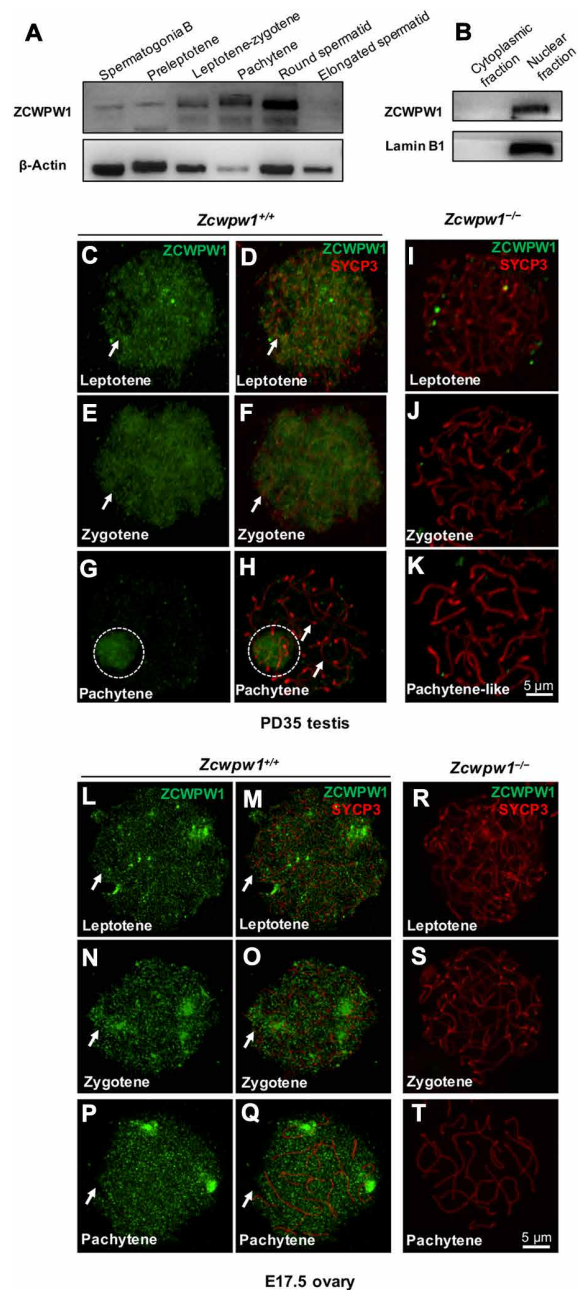 A
B
Spermatogonia B
Preleptotene
Leptotene-zygotene
Pachytene
Round spermatid
Elongated spermatid
Cytoplasmic fraction
Nuclear fraction
ZCWPW1
β-Actin
ZCWPW1
Lamin B1
Zcwpw1+/+
Zcwpw1−/−
C ZCWPW1
Leptotene
D ZCWPW1
SYCP3
Leptotene
I ZCWPW1
SYCP3
Leptotene
E
Zygotene
F
Zygotene
J
Zygotene
G
Pachytene
H
Pachytene
K
Pachytene-like
5 µm
PD35 testis
Zcwpw1+/+
Zcwpw1−/−
L ZCWPW1
Leptotene
M ZCWPW1
SYCP3
Leptotene
R ZCWPW1
SYCP3
Leptotene
N
Zygotene
O
Zygotene
S
Zygotene
P
Pachytene
Q
Pachytene
T
Pachytene
5 µm
E17.5 ovary